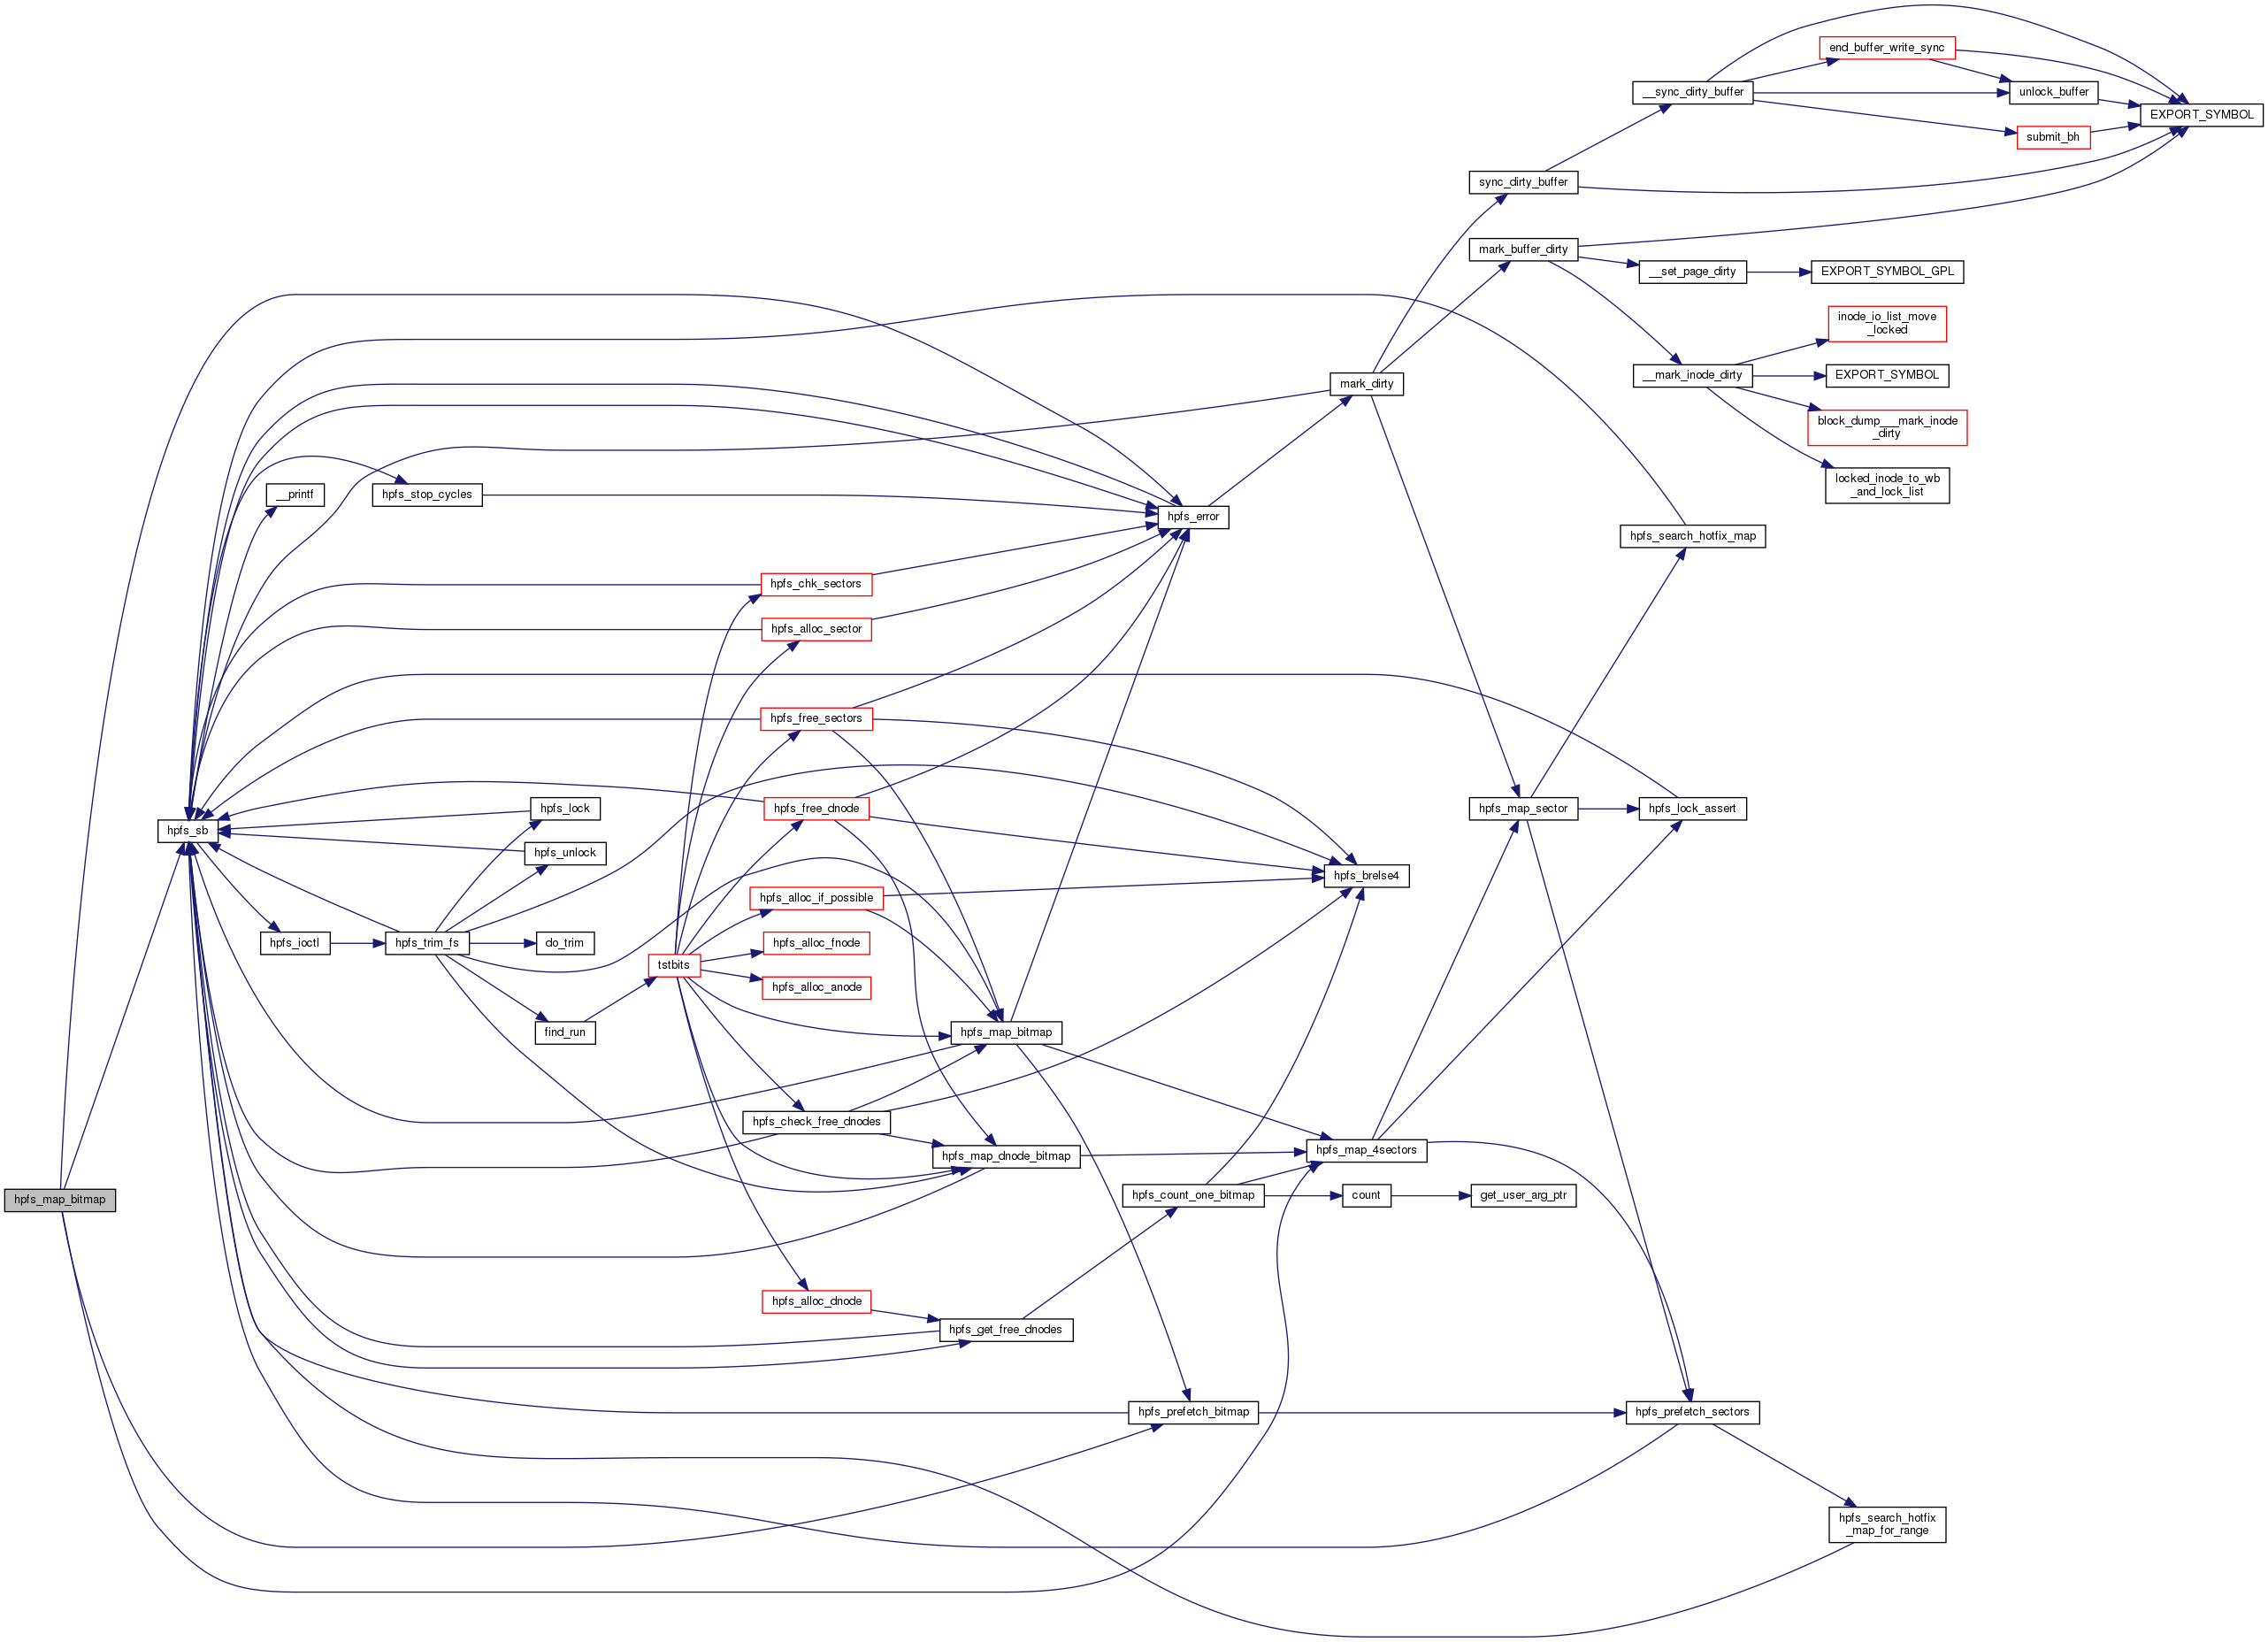 end_buffer_write_sync
__sync_dirty_buffer
unlock_buffer
EXPORT_SYMBOL
submit_bh
sync_dirty_buffer
mark_buffer_dirty
__set_page_dirty
EXPORT_SYMBOL_GPL
inode_io_list_move
_locked
mark_dirty
__mark_inode_dirty
EXPORT_SYMBOL
block_dump___mark_inode
_dirty
__printf
hpfs_stop_cycles
locked_inode_to_wb
_and_lock_list
hpfs_error
hpfs_search_hotfix_map
hpfs_chk_sectors
hpfs_alloc_sector
hpfs_free_sectors
hpfs_lock
hpfs_free_dnode
hpfs_map_sector
hpfs_lock_assert
hpfs_sb
hpfs_unlock
hpfs_brelse4
hpfs_alloc_if_possible
hpfs_ioctl
hpfs_trim_fs
do_trim
hpfs_alloc_fnode
tstbits
hpfs_alloc_anode
find_run
hpfs_map_bitmap
hpfs_check_free_dnodes
hpfs_map_dnode_bitmap
hpfs_map_4sectors
hpfs_map_bitmap
hpfs_count_one_bitmap
count
get_user_arg_ptr
hpfs_alloc_dnode
hpfs_get_free_dnodes
hpfs_prefetch_bitmap
hpfs_prefetch_sectors
hpfs_search_hotfix
_map_for_range